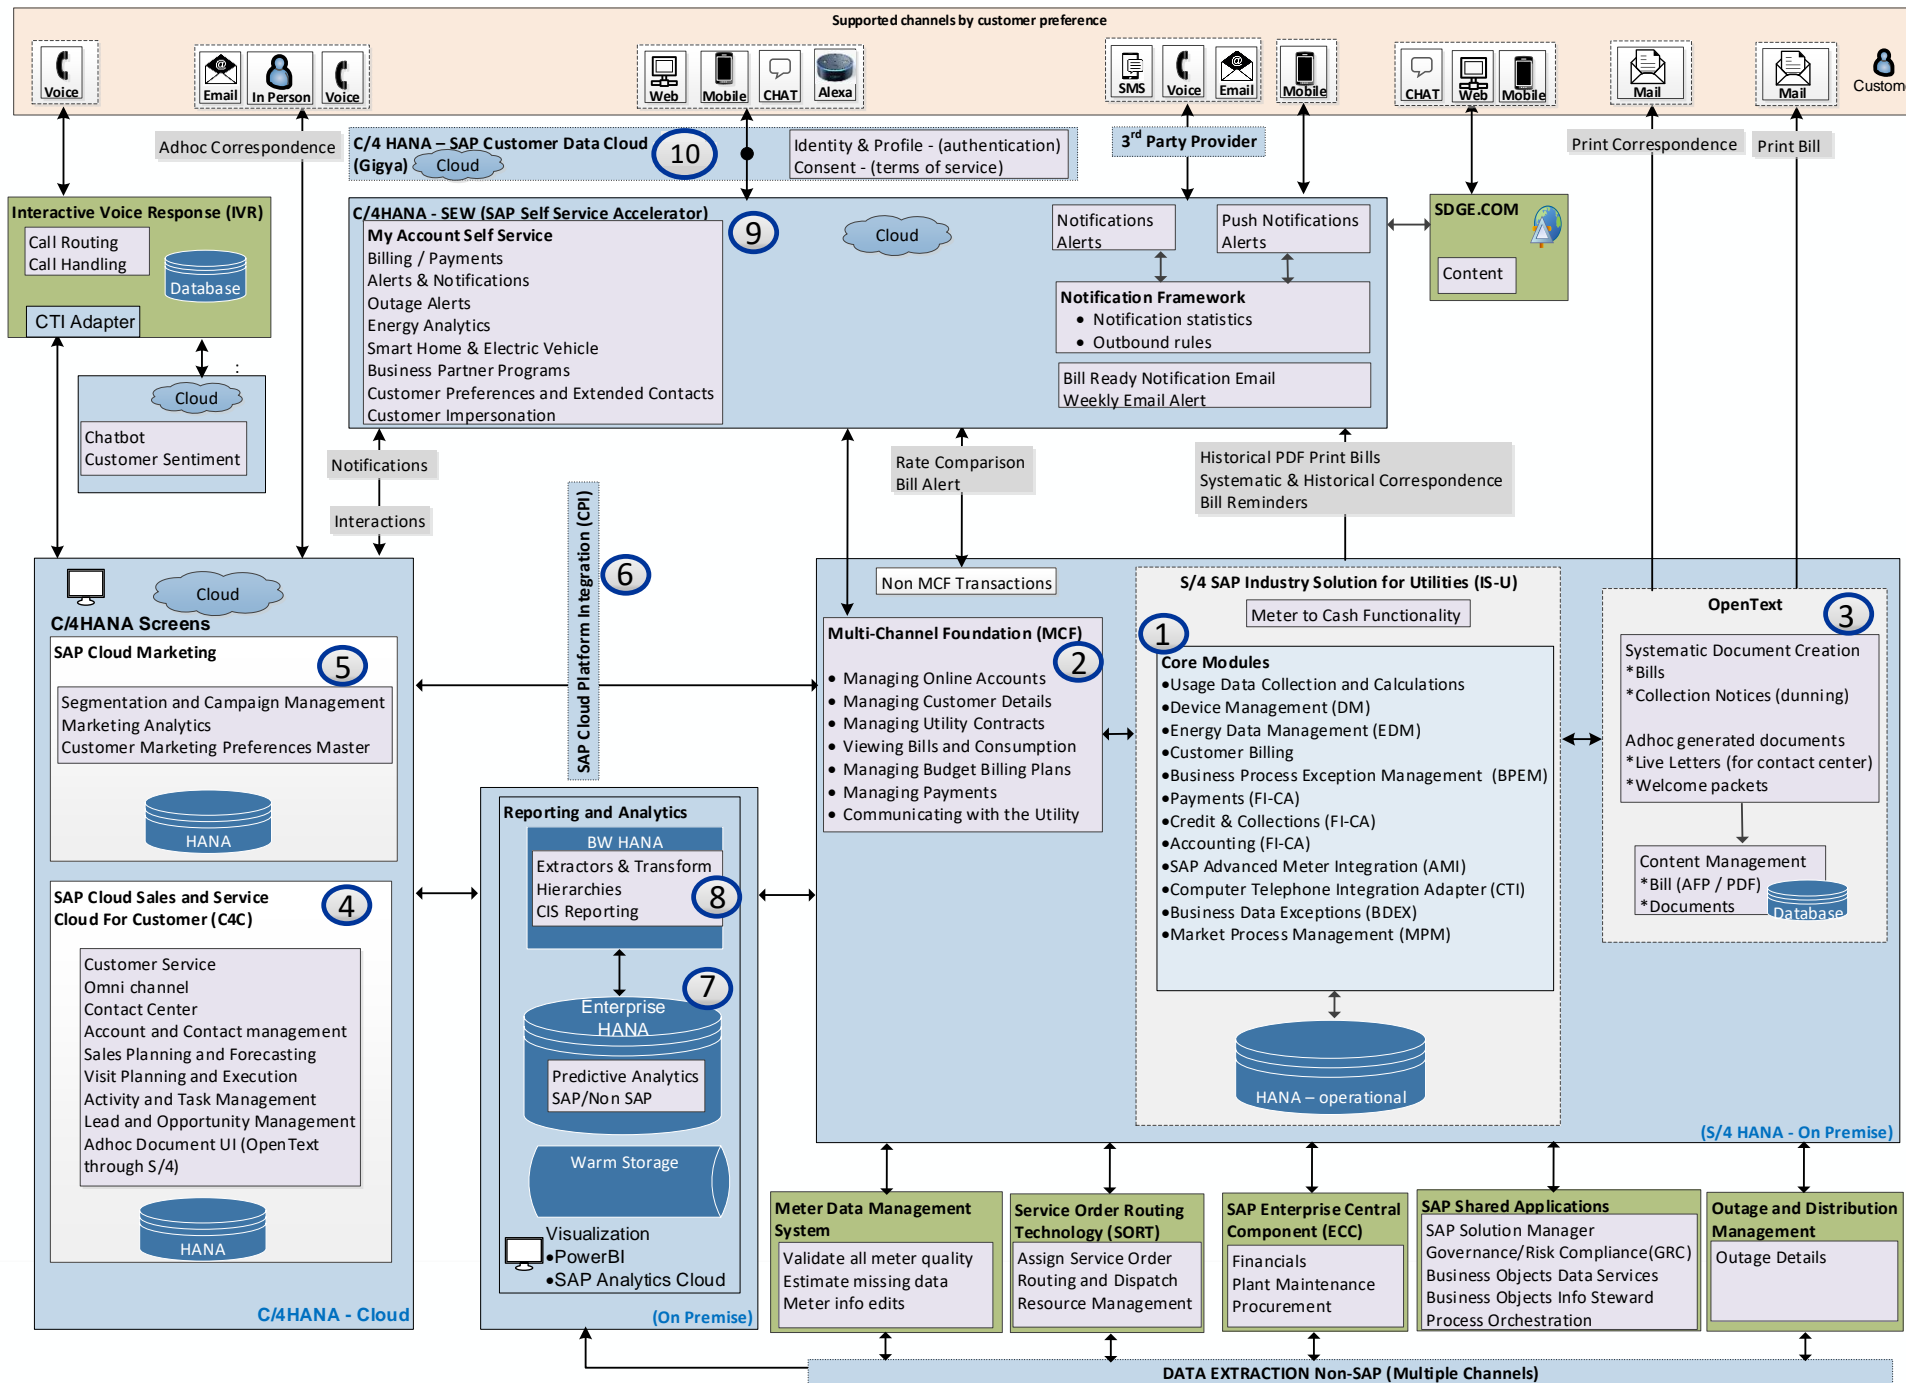 Supported channels by customer preference
Voice
Email
In Person
Voice
Web
Mobile
CHAT
Alexa
SMS
Voice
Email
Mobile
CHAT
Web
Mobile
Mail
Mail
Custome
Adhoc Correspondence
C/4 HANA – SAP Customer Data Cloud
(Gigya)
Cloud
10
Identity & Profile - (authentication)
Consent - (terms of service)
3rd Party Provider
Print Correspondence
Print Bill
Interactive Voice Response (IVR)
Call Routing
Call Handling
Database
CTI Adapter
:
Cloud
Chatbot
Customer Sentiment
C/4HANA - SEW (SAP Self Service Accelerator)
9
My Account Self Service
Billing / Payments
Alerts & Notifications
Outage Alerts
Energy Analytics
Smart Home & Electric Vehicle
Business Partner Programs
Customer Preferences and Extended Contacts
Customer Impersonation
Cloud
Notifications
Alerts
Push Notifications
Alerts
Notification Framework
• Notification statistics
• Outbound rules
Bill Ready Notification Email
Weekly Email Alert
SDGE.COM
Content
Notifications
Interactions
Rate Comparison
Bill Alert
Historical PDF Print Bills
Systematic & Historical Correspondence
Bill Reminders
SAP Cloud Platform Integration (CPI)
6
Cloud
C/4HANA Screens
SAP Cloud Marketing
5
Segmentation and Campaign Management
Marketing Analytics
Customer Marketing Preferences Master
HANA
SAP Cloud Sales and Service
Cloud For Customer (C4C)
4
Customer Service
Omni channel
Contact Center
Account and Contact management
Sales Planning and Forecasting
Visit Planning and Execution
Activity and Task Management
Lead and Opportunity Management
Adhoc Document UI (OpenText
through S/4)
HANA
C/4HANA - Cloud
Reporting and Analytics
BW HANA
Extractors & Transform
Hierarchies
CIS Reporting
8
7
Enterprise
HANA
Predictive Analytics
SAP/Non SAP
Warm Storage
Visualization
•PowerBI
•SAP Analytics Cloud
(On Premise)
Non MCF Transactions
Multi-Channel Foundation (MCF)
2
• Managing Online Accounts
• Managing Customer Details
• Managing Utility Contracts
• Viewing Bills and Consumption
• Managing Budget Billing Plans
• Managing Payments
• Communicating with the Utility
S/4 SAP Industry Solution for Utilities (IS-U)
Meter to Cash Functionality
1
Core Modules
•Usage Data Collection and Calculations
•Device Management (DM)
•Energy Data Management (EDM)
•Customer Billing
•Business Process Exception Management (BPEM)
•Payments (FI-CA)
•Credit & Collections (FI-CA)
•Accounting (FI-CA)
•SAP Advanced Meter Integration (AMI)
•Computer Telephone Integration Adapter (CTI)
•Business Data Exceptions (BDEX)
•Market Process Management (MPM)
HANA – operational
OpenText
3
Systematic Document Creation
*Bills
*Collection Notices (dunning)
Adhoc generated documents
*Live Letters (for contact center)
*Welcome packets
Content Management
*Bill (AFP / PDF)
*Documents
Database
(S/4 HANA - On Premise)
Meter Data Management
System
Validate all meter quality
Estimate missing data
Meter info edits
Service Order Routing
Technology (SORT)
Assign Service Order
Routing and Dispatch
Resource Management
SAP Enterprise Central
Component (ECC)
Financials
Plant Maintenance
Procurement
SAP Shared Applications
SAP Solution Manager
Governance/Risk Compliance(GRC)
Business Objects Data Services
Business Objects Info Steward
Process Orchestration
Outage and Distribution
Management
Outage Details
DATA EXTRACTION Non-SAP (Multiple Channels)